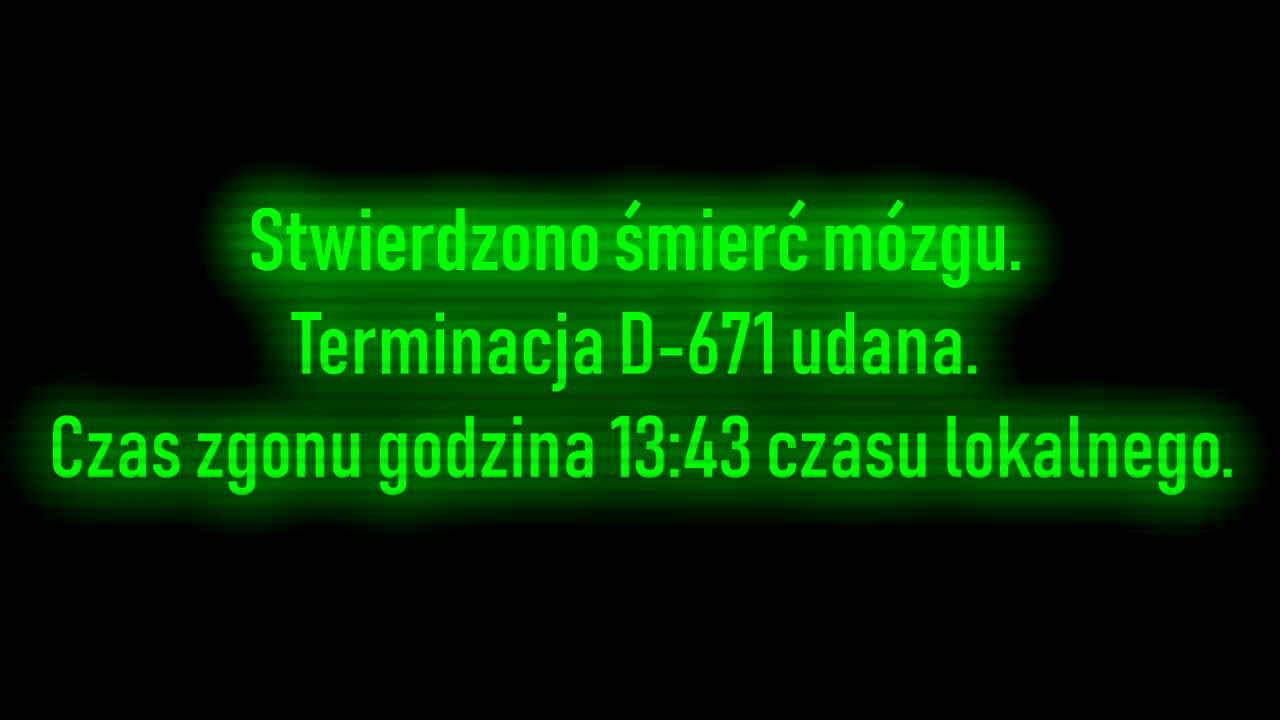 Stwierdzono śmierć mózgu.
Terminacja D-671 udana.
Czas zgonu godzina 13:43 czasu lokalnego.